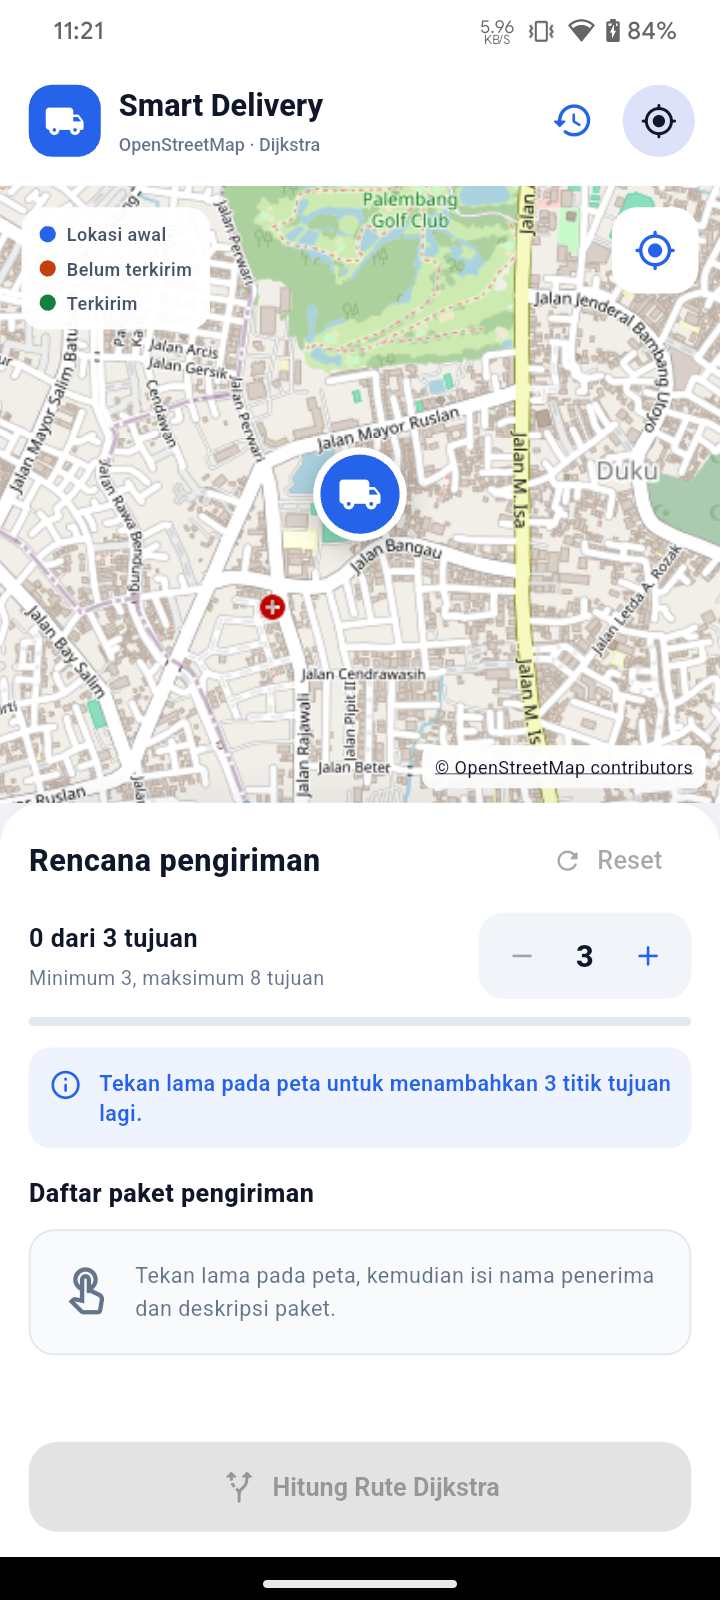 11:21
5.96
KB/S
84%
Smart Delivery
OpenStreetMap · Dijkstra
Lokasi awal
Belum terkirim
Terkirim
Palembang
Golf Club
Jalan Perwari
Jalan
Jalan Jenderal Bambang Utoyo
Jalan Arcis
Jalan Gersik
Cendawan
Jalan Perwari
Jalan Mayor Salim Batu
Jalan Mayor Ruslan
Jalan M. Isa
Duku
Jalan Rawa Bendung
Jalan Bangau
Jalan Letda A. Rozak
Jalan Bay Salim
Jalan Cendrawasih
Jalan Rajawali
Jalan Pipit II
Jalan M. Is
Jalan Beter
Jalan
Ruslan
© OpenStreetMap contributors
Rencana pengiriman
Reset
0 dari 3 tujuan
Minimum 3, maksimum 8 tujuan
3
Tekan lama pada peta untuk menambahkan 3 titik tujuan
lagi.
Daftar paket pengiriman
Tekan lama pada peta, kemudian isi nama penerima
dan deskripsi paket.
Hitung Rute Dijkstra